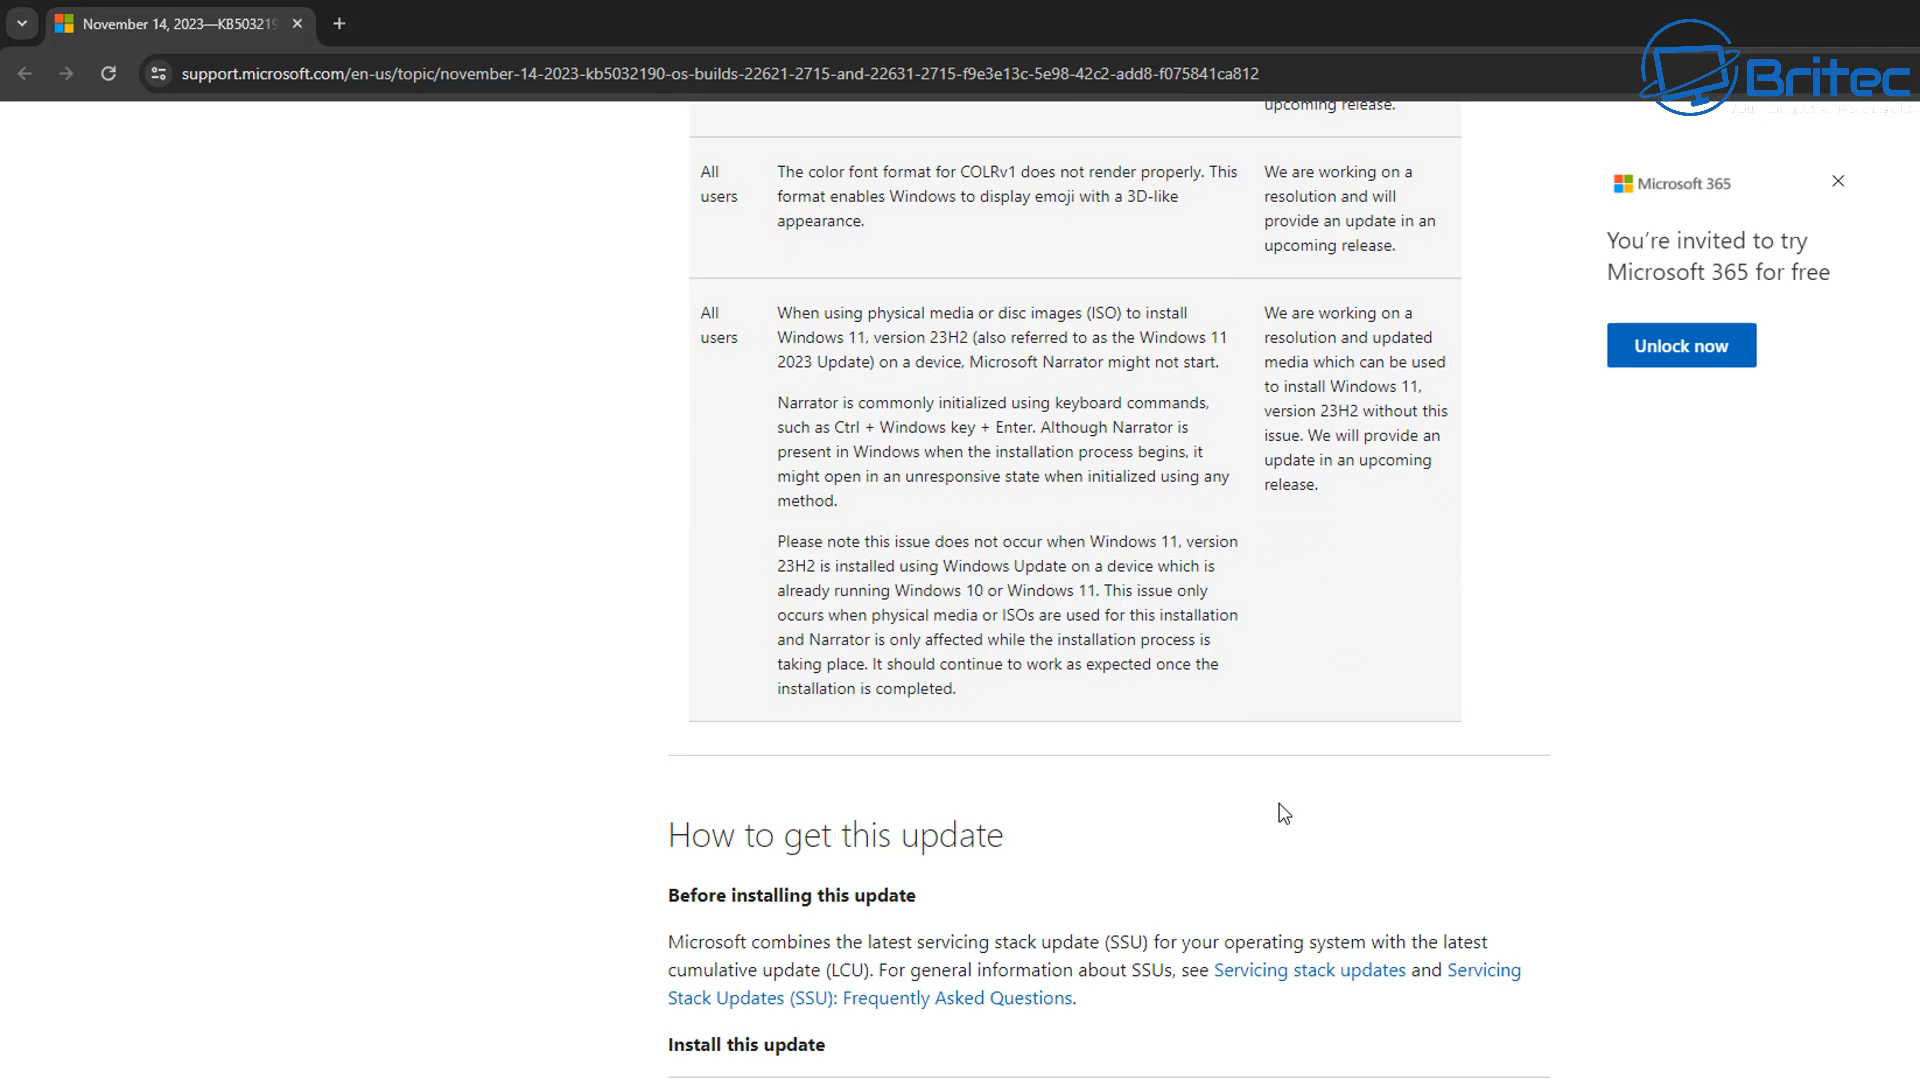 November 14, 2023—KB503219
support.microsoft.com/en-us/topic/november-14-2023-kb5032190-os-builds-22621-2715-and-22631-2715-f9e3e13c-5e98-42c2-add8-f075841ca812
Britec
upcoming release.
All users
The color font format for COLRv1 does not render properly. This
format enables Windows to display emoji with a 3D-like
appearance.
We are working on a
resolution and will
provide an update in an
upcoming release.
All users
When using physical media or disc images (ISO) to install
Windows 11, version 23H2 (also referred to as the Windows 11
2023 Update) on a device, Microsoft Narrator might not start.
Narrator is commonly initialized using keyboard commands,
such as Ctrl + Windows key + Enter. Although Narrator is
present in Windows when the installation process begins, it
might open in an unresponsive state when initialized using any
method.
Please note this issue does not occur when Windows 11, version
23H2 is installed using Windows Update on a device which is
already running Windows 10 or Windows 11. This issue only
occurs when physical media or ISOs are used for this installation
and Narrator is only affected while the installation process is
taking place. It should continue to work as expected once the
installation is completed.
We are working on a
resolution and updated
media which can be used
to install Windows 11,
version 23H2 without this
issue. We will provide an
update in an upcoming
release.
Microsoft 365
You're invited to try
Microsoft 365 for free
Unlock now
How to get this update
Before installing this update
Microsoft combines the latest servicing stack update (SSU) for your operating system with the latest
cumulative update (LCU). For general information about SSUs, see Servicing stack updates and Servicing
Stack Updates (SSU): Frequently Asked Questions.
Install this update